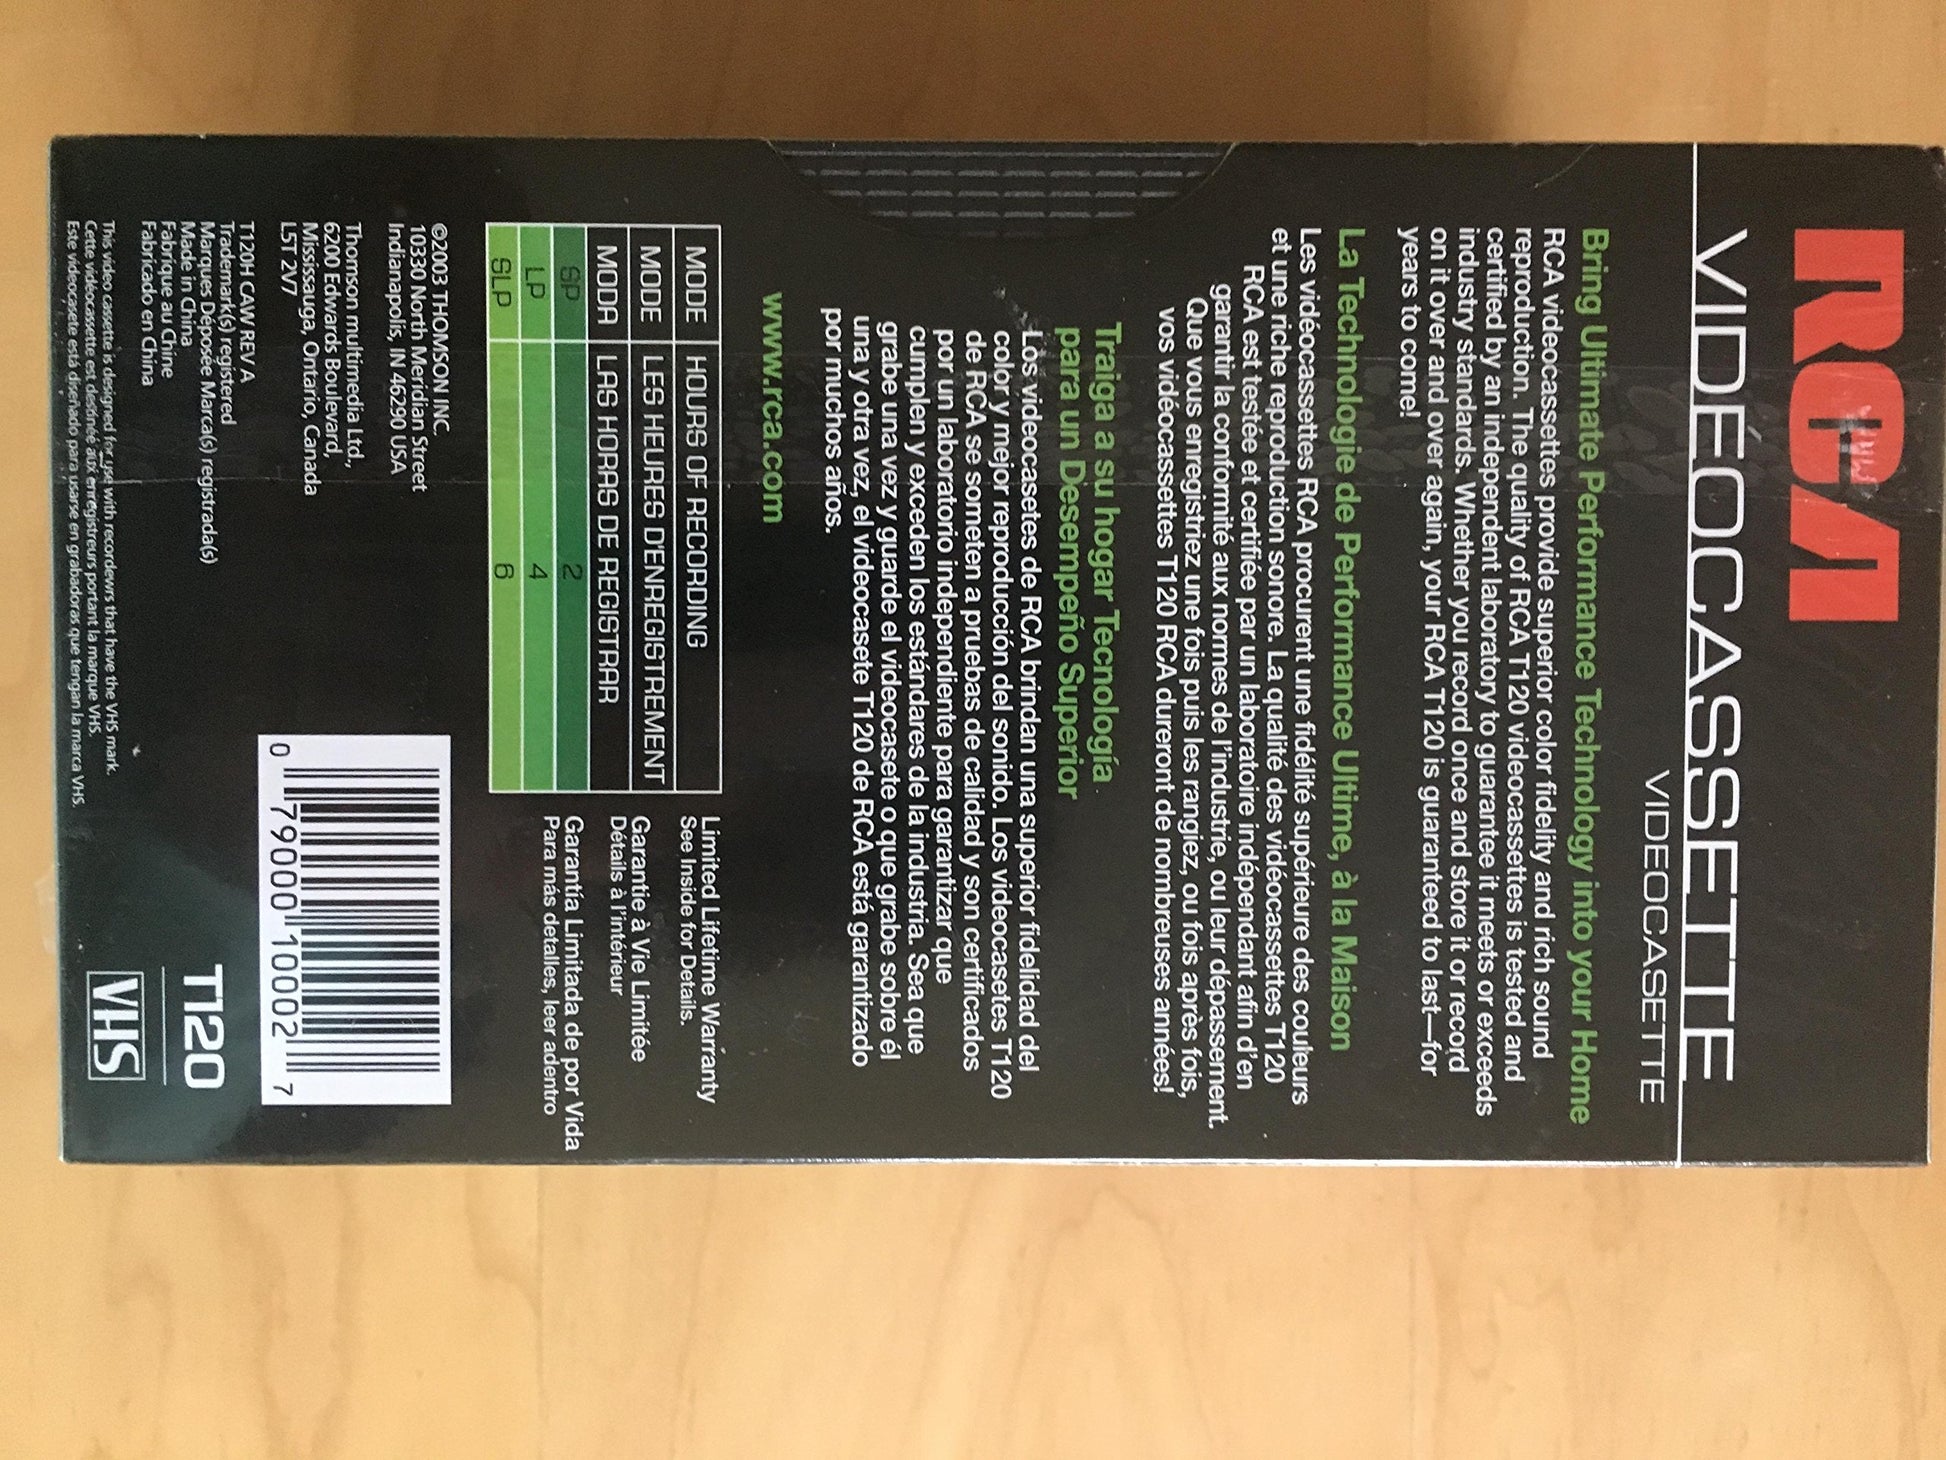 RCA
VIDÉOCASSETTE
VIDEOCASETTE
Bring Ultimate Performance Technology into your Home
RCA videocassettes provide superior color fidelity and rich sound
reproduction. The quality of RCA T120 videocassettes is tested and
certified by an independent laboratory to guarantee it meets or exceeds
industry standards. Whether you record once and store it or record
on it over and over again, your RCA T120 is guaranteed to last—for
years to come!
La Technologie de Performance Ultime, à la Maison
Les vidéocassettes RCA procurent une fidélité supérieure des couleurs
et une riche reproduction sonore. La qualité des vidéocassettes T120
RCA est testée et certifiée par un laboratoire indépendant afin d'en
garantir la conformité aux normes de l'industrie, ou leur dépassement.
Que vous enregistriez une fois puis les rangiez, ou fois après fois,
vos vidéocassettes T120 RCA dureront de nombreuses années!
Traiga a su hogar Tecnología
para un Desempeño Superior
Los videocasetes de RCA brindan una superior fidelidad del
color y mejor reproducción del sonido. Los videocasetes T120
de RCA se someten a pruebas de calidad y son certificados
por un laboratorio independiente para garantizar que
cumplen y exceden los estándares de la industria. Sea que
grabe una vez y guarde el videocasete o que grabe sobre él
una y otra vez, el videocasete T120 de RCA está garantizado
por muchos años.
www.rca.com
MODE HOURS OF RECORDING
MODE LES HEURES D'ENREGISTREMENT
MODA LAS HORAS DE REGISTRAR
SP 2
LP 4
SLP 6
Limited Lifetime Warranty
See Inside for Details.
Garantie à Vie Limitée
Détails à l'intérieur
Garantía Limitada de por Vida
Para más detalles, leer adentro
©2003 THOMSON INC.
10330 North Meridian Street
Indianapolis, IN 46290 USA
Thomson multimedia Ltd.,
6200 Edwards Boulevard,
Mississauga, Ontario, Canada
L5T 2V7
T120H CAW REV A
Trademark(s) registered
Marques Déposée Marca(s) registrada(s)
Made in China
Fabrique au Chine
Fabricado en China
This video cassette is designed for use with recordewrs that have the VHS mark.
Cette videocassette est destinée aux enregistreurs portant la marque VHS.
Este videocasete está diseñado para usarse en grabadoras que tengan la marca VHS.
0 79000 10002 7
T120
VHS